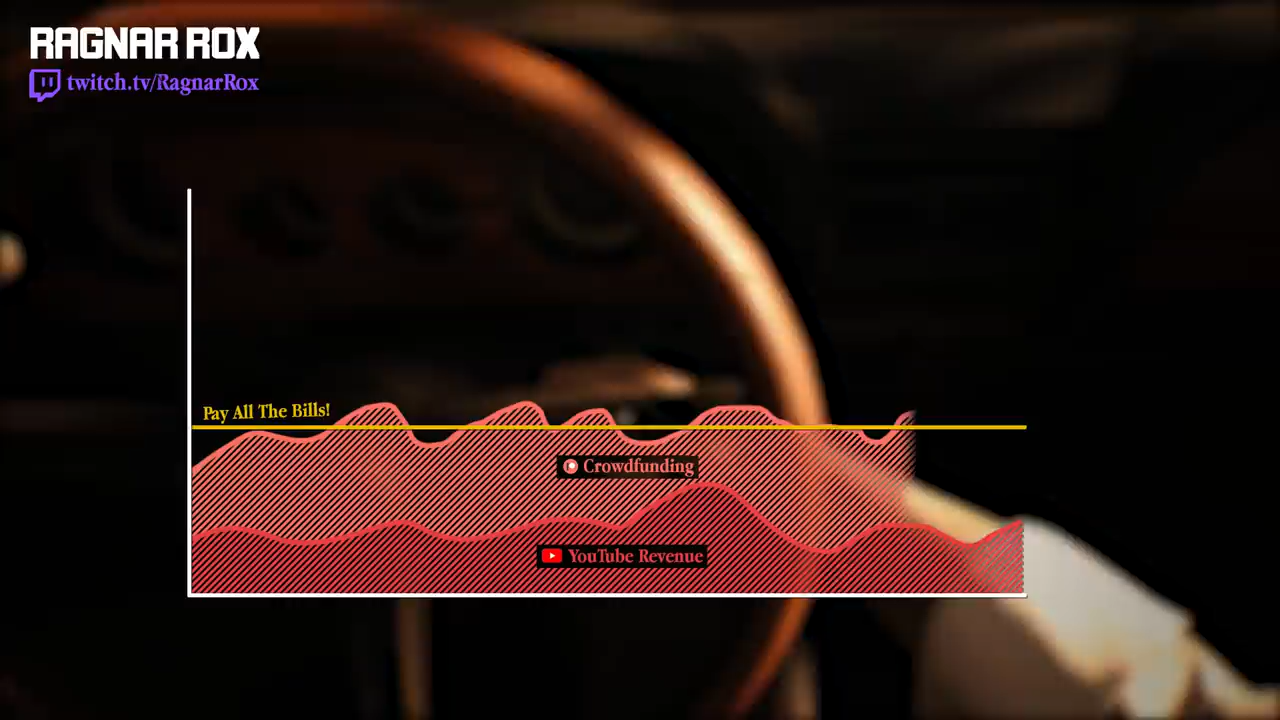 RAGNAR ROX
twitch.tv/RagnarRox
Pay All The Bills!
Crowdfunding
YouTube Revenue